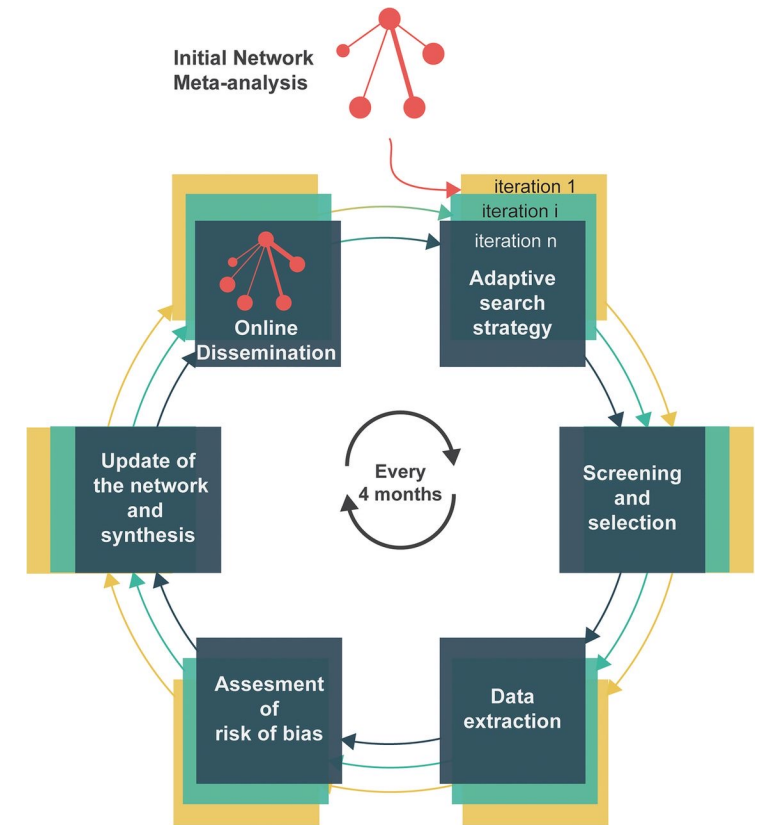 Initial Network
Meta-analysis
iteration 1
iteration i
iteration n
Adaptive
search
strategy
Screening
and
selection
Data
extraction
Assesment
of
risk of bias
Update of
the network
and
synthesis
Online
Dissemination
Every
4 months